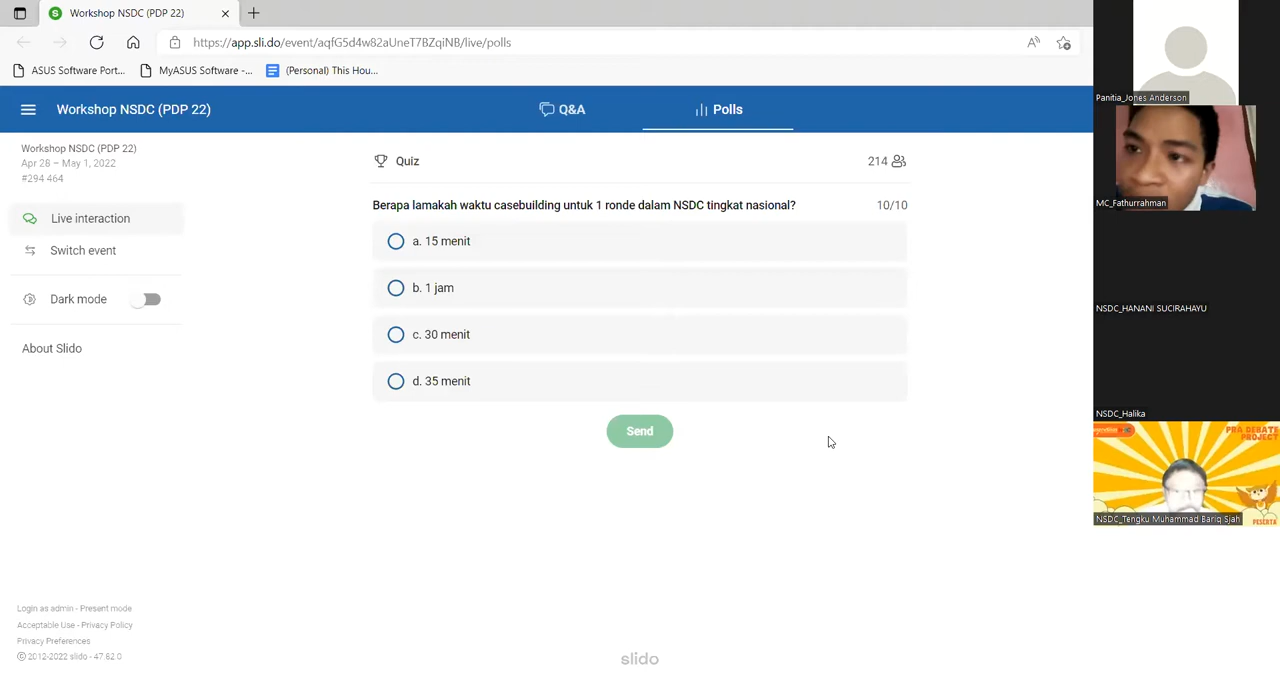 Workshop NSDC (PDP 22)
https://app.sli.do/event/aqfG5d4w82aUneT7BZqiNB/live/polls
ASUS Software Port...
MyASUS Software -...
(Personal) This Hou...
Workshop NSDC (PDP 22)
Q&A
Polls
Workshop NSDC (PDP 22)
Apr 28 – May 1, 2022
#294 464
Live interaction
Switch event
Dark mode
About Slido
Quiz
214
Berapa lamakah waktu casebuilding untuk 1 ronde dalam NSDC tingkat nasional?
10/10
a. 15 menit
b. 1 jam
c. 30 menit
d. 35 menit
Send
Login as admin - Present mode
Acceptable Use - Privacy Policy
Privacy Preferences
© 2012-2022 slido - 47.62.0
slido
Panitia_Jones Anderson
MC_Fathurrahman
NSDC_HANANI SUCIRAHAYU
NSDC_Halika
PRA DEBATE
PROJECT
PESERTA
NSDC_Tengku Muhammad Bariq Sjah